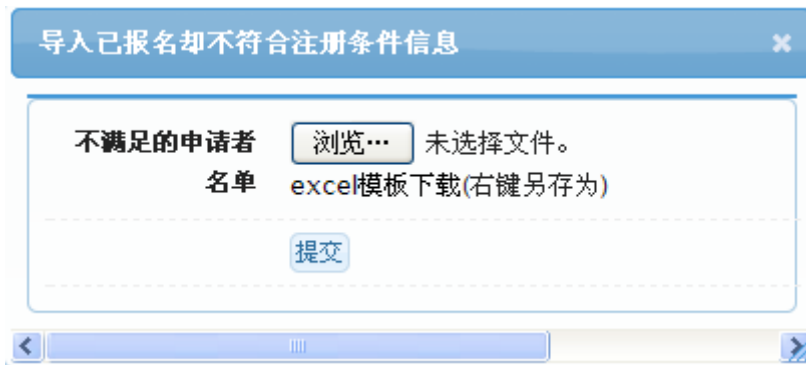 导入已报名却不符合注册条件信息
不满足的申请者 浏览… 未选择文件。
名单 excel模板下载(右键另存为)
提交